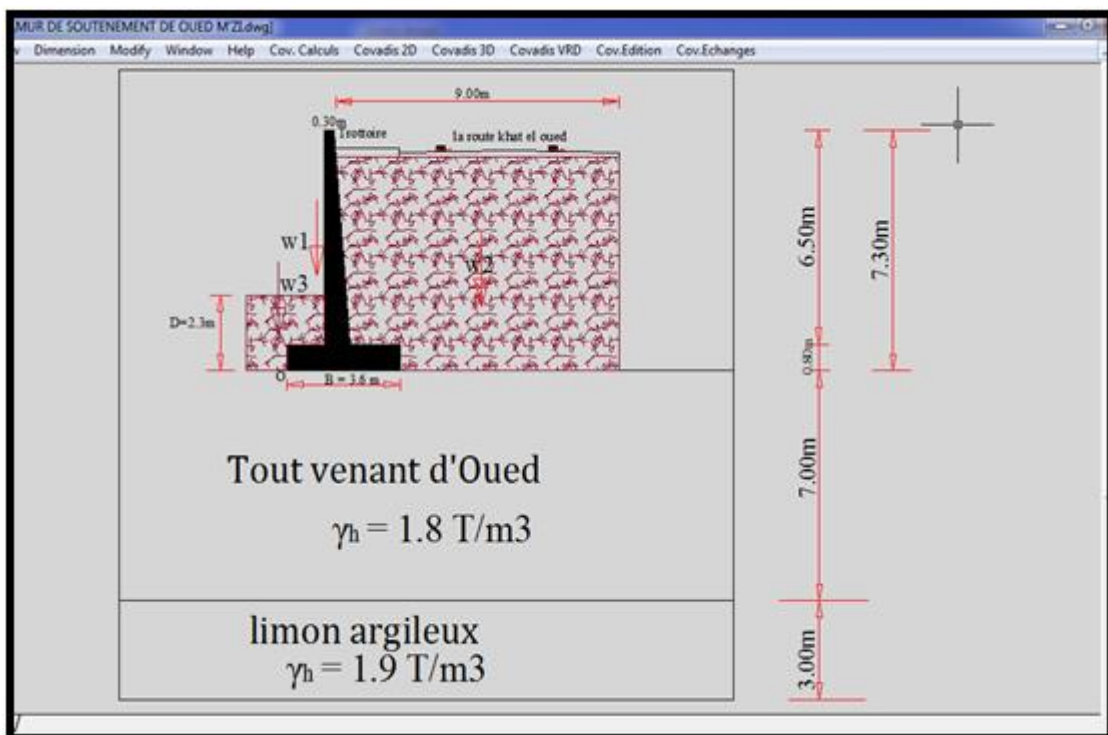 MUR DE SOUTENEMENT DE OUED M'ZI.dwg]
Dimension Modify Window Help Cov. Calculs Covadis 2D Covadis 3D Covadis VRD Cov.Edition Cov.Echanges
9.00m
0.30m
Trottoire
la route khat el oued
w1
w2
w3
D=2.3m
O
B = 3.6 m
6.50m
7.30m
0.80m
7.00m
3.00m
Tout venant d'Oued
γh = 1.8 T/m3
limon argileux
γh = 1.9 T/m3